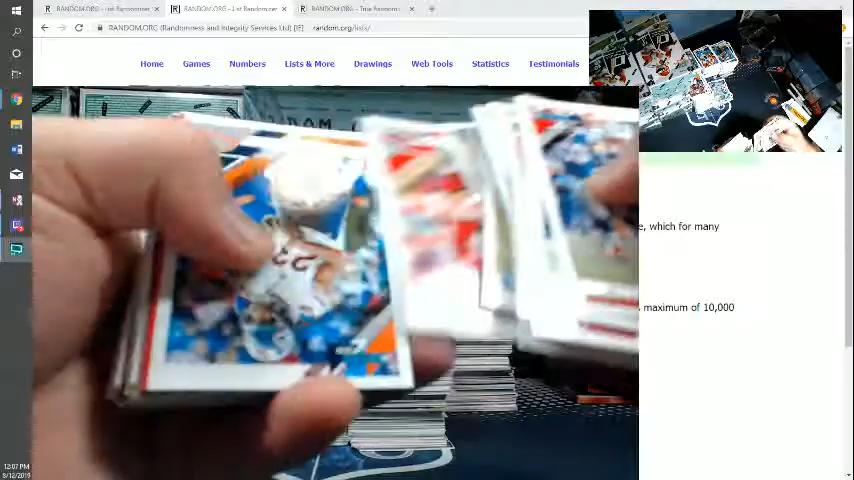 RANDOM.ORG - List Randomizer
RANDOM.ORG - List Randomizer
RANDOM.ORG - True Random
RANDOM.ORG (Randomness and Integrity Services Ltd) [IE]
random.org/lists/
Home
Games
Numbers
Lists & More
Drawings
Web Tools
Statistics
Testimonials
e, which for many
maximum of 10,000
12:07 PM
8/12/2019